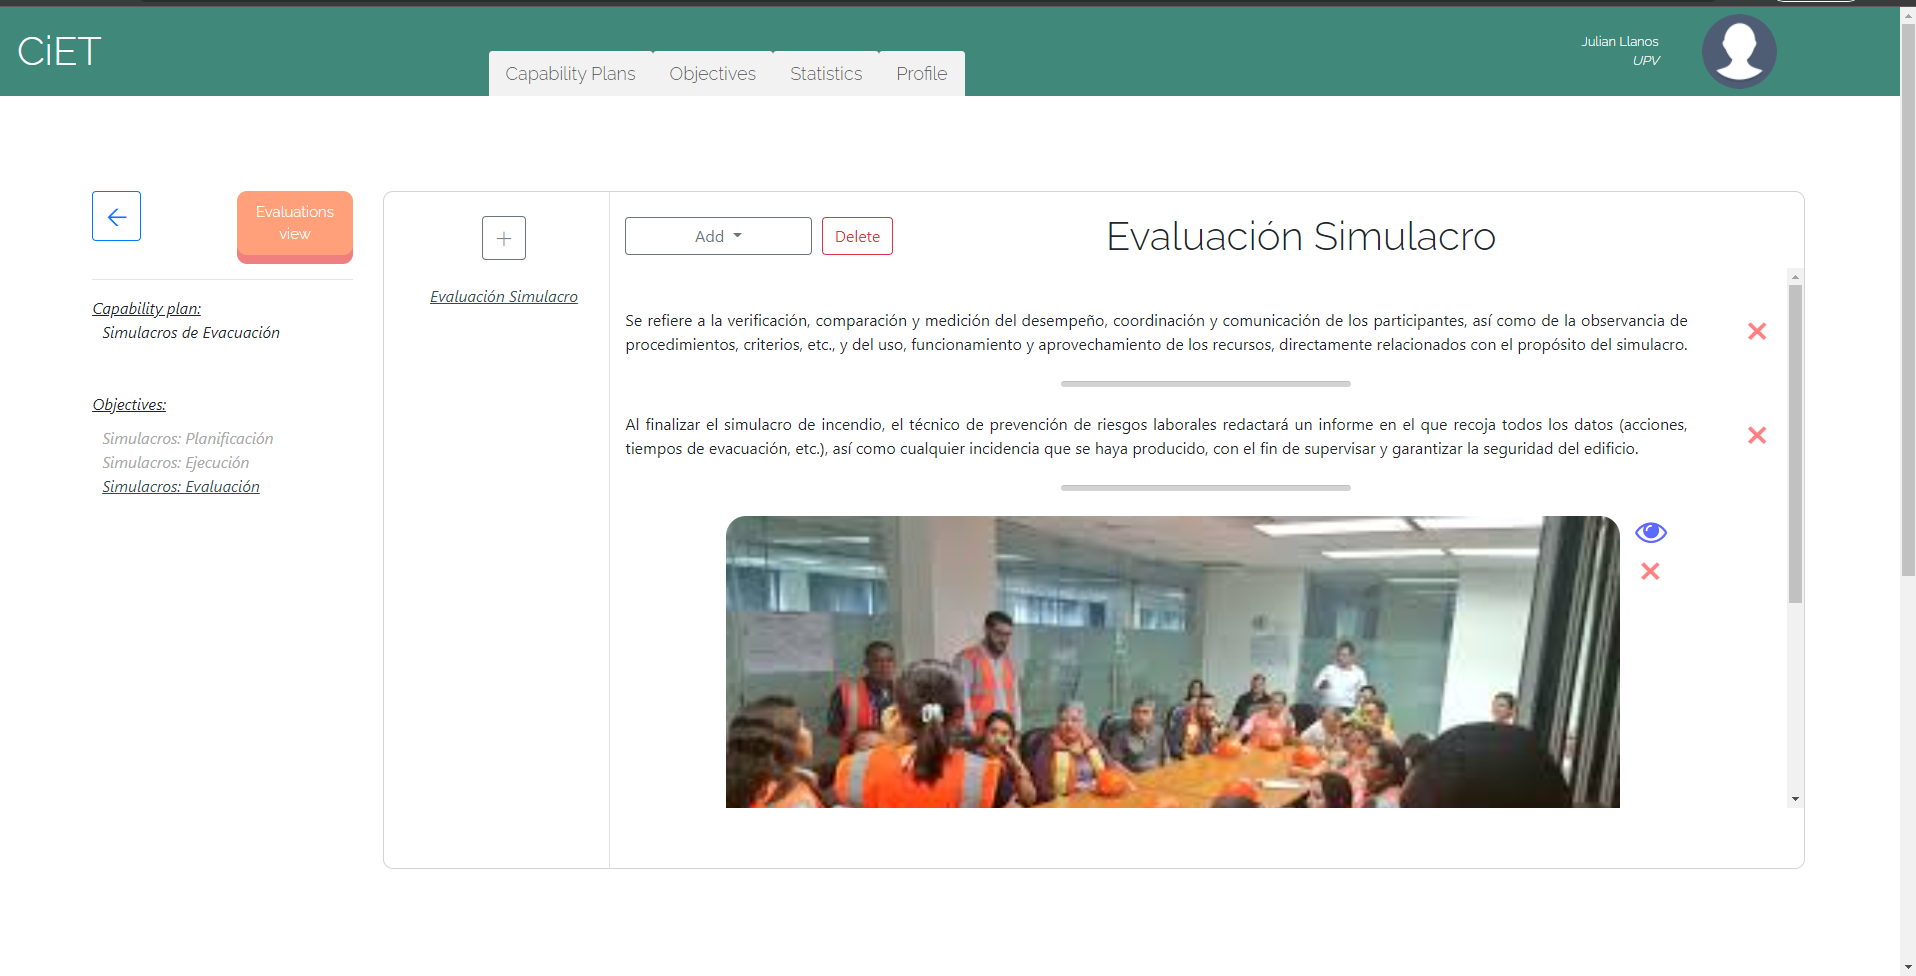 CiET
Capability Plans
Objectives
Statistics
Profile
Julian Llanos
UPV
Evaluations
view
Capability plan:
Simulacros de Evacuación
Objectives:
Simulacros: Planificación
Simulacros: Ejecución
Simulacros: Evaluación
Evaluación Simulacro
Add
Delete
Evaluación Simulacro
Se refiere a la verificación, comparación y medición del desempeño, coordinación y comunicación de los participantes, así como de la observancia de
procedimientos, criterios, etc., y del uso, funcionamiento y aprovechamiento de los recursos, directamente relacionados con el propósito del simulacro.
Al finalizar el simulacro de incendio, el técnico de prevención de riesgos laborales redactará un informe en el que recoja todos los datos (acciones,
tiempos de evacuación, etc.), así como cualquier incidencia que se haya producido, con el fin de supervisar y garantizar la seguridad del edificio.